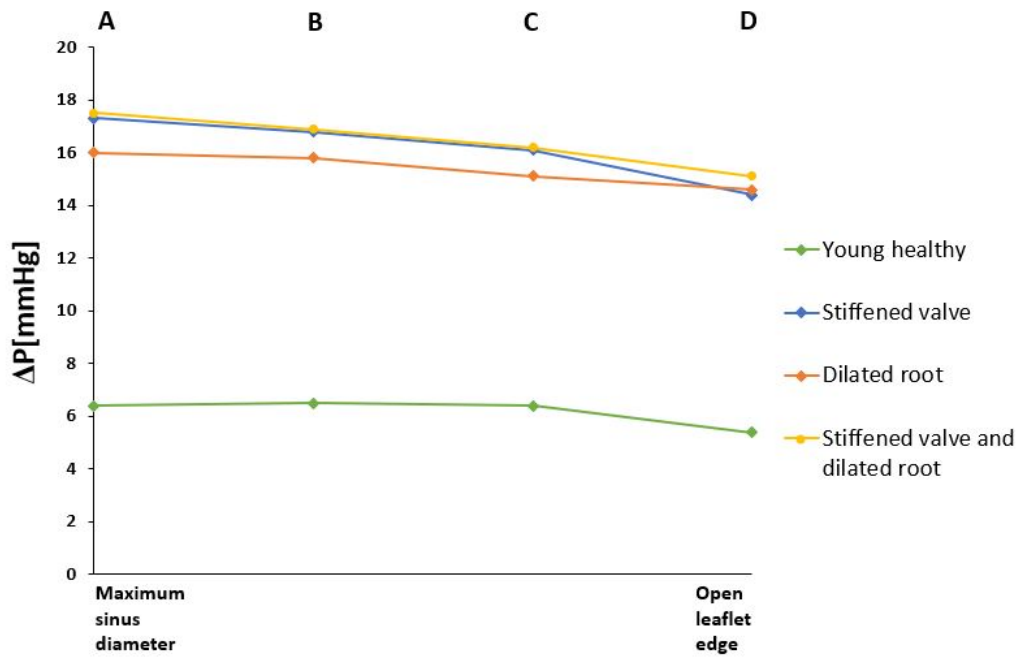 A B C D
20
18
16
14
12
10
8
6
4
2
0
ΔP[mmHg]
Young healthy
Stiffened valve
Dilated root
Stiffened valve and
dilated root
Maximum
sinus
diameter
Open
leaflet
edge